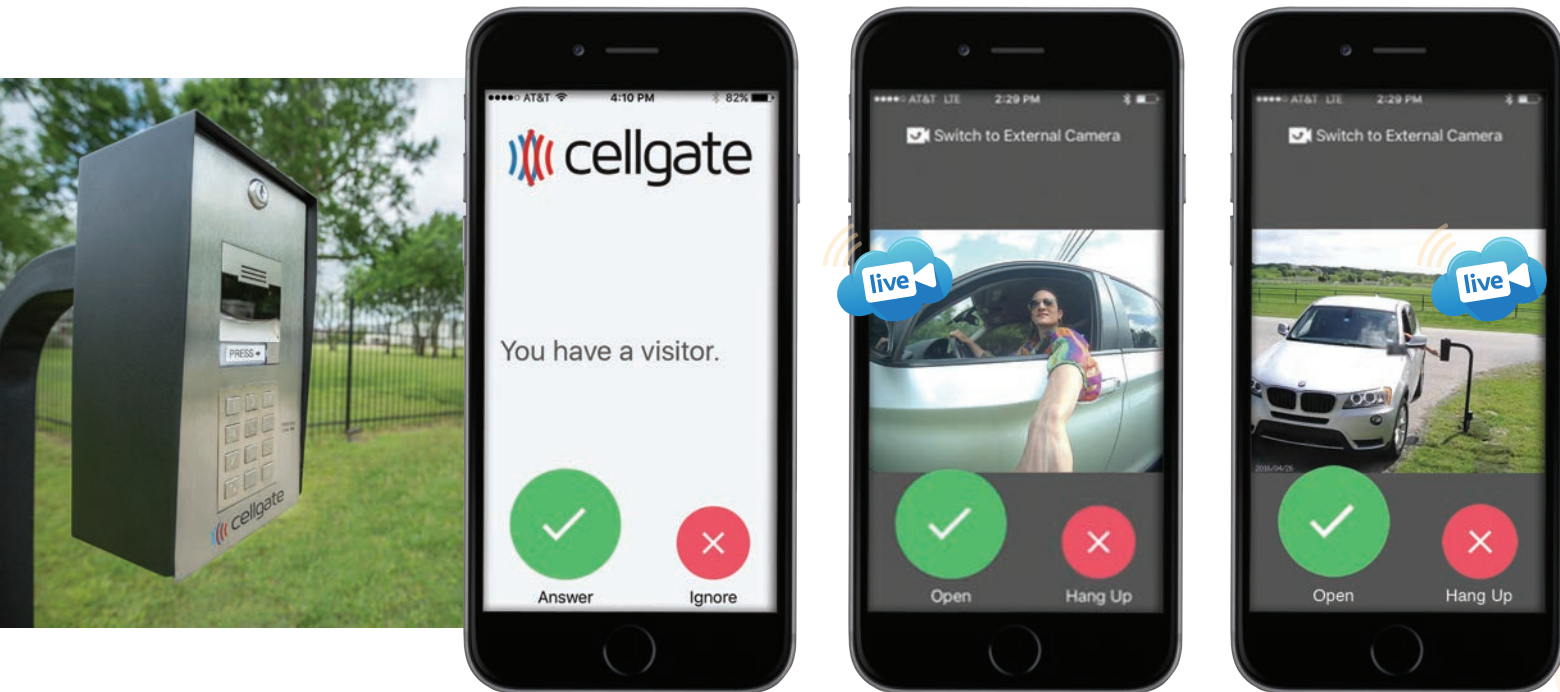 PRESS
cellgate
AT&T
4:10 PM
82%
cellgate
You have a visitor.
Answer
Ignore
AT&T LTE
2:29 PM
Switch to External Camera
live
Open
Hang Up
AT&T LTE
2:29 PM
Switch to External Camera
live
2016/04/26
Open
Hang Up